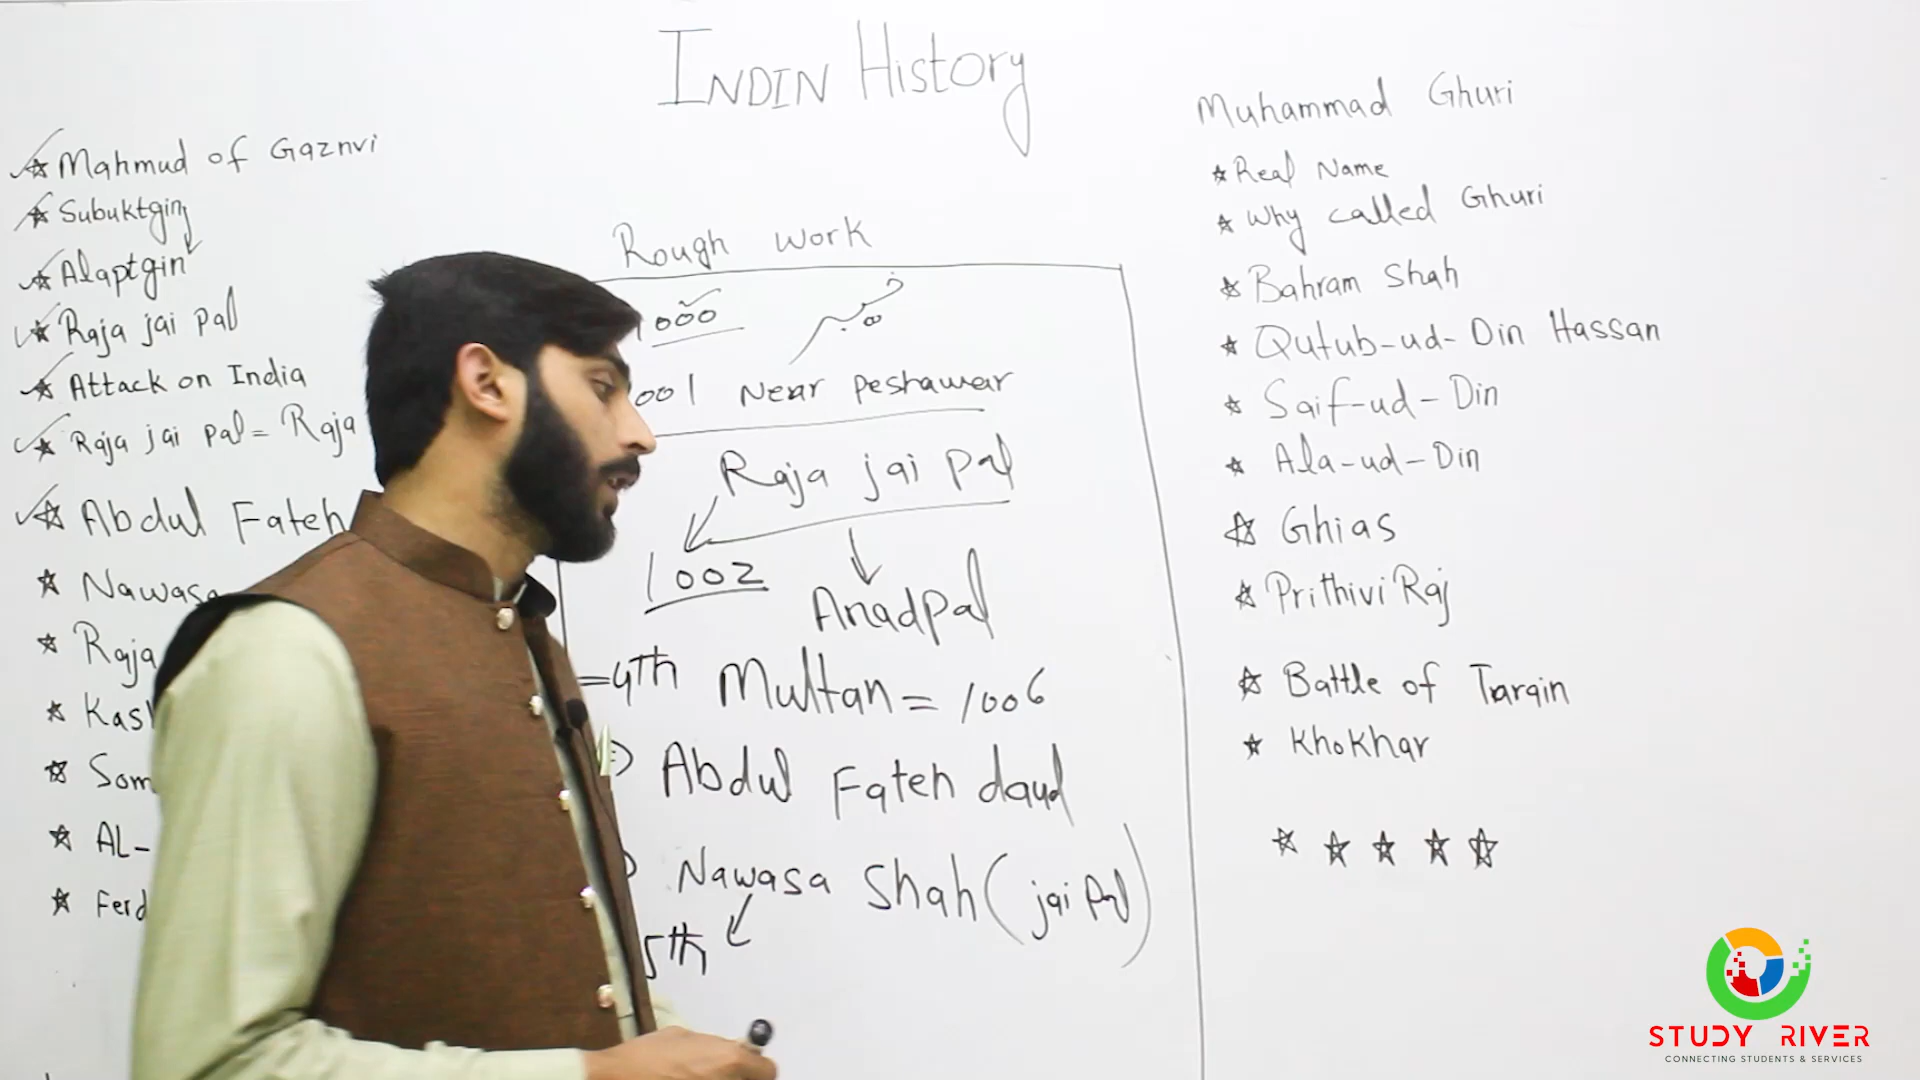 INDIN History
Mahmud of Gaznvi
Subuktgin
Alaptgin
Raja jai pal
Attack on India
Raja jai pal = Raja
Abdul Fateh
Nawasa
Raja
Kash
Som
AL-
Ferd
Rough work
1000
خیبر
001 Near Peshawar
Raja jai pal
1002
Anadpal
=4th Multan = 1006
Abdul Fateh daud
Nawasa Shah (jai Pal)
5th
Muhammad Ghuri
Real Name
Why called Ghuri
Bahram Shah
Qutub-ud-Din Hassan
Saif-ud-Din
Ala-ud-Din
Ghias
Prithivi Raj
Battle of Tarain
Khokhar
STUDY RIVER
CONNECTING STUDENTS & SERVICES